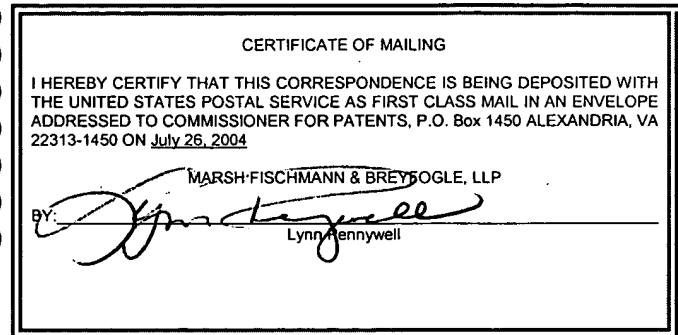 CERTIFICATE OF MAILING
I HEREBY CERTIFY THAT THIS CORRESPONDENCE IS BEING DEPOSITED WITH
THE UNITED STATES POSTAL SERVICE AS FIRST CLASS MAIL IN AN ENVELOPE
ADDRESSED TO COMMISSIONER FOR PATENTS, P.O. Box 1450 ALEXANDRIA, VA
22313-1450 ON July 26, 2004
MARSH FISCHMANN & BREYFOGLE, LLP
BY: Lynn Pennywell
Lynn Pennywell